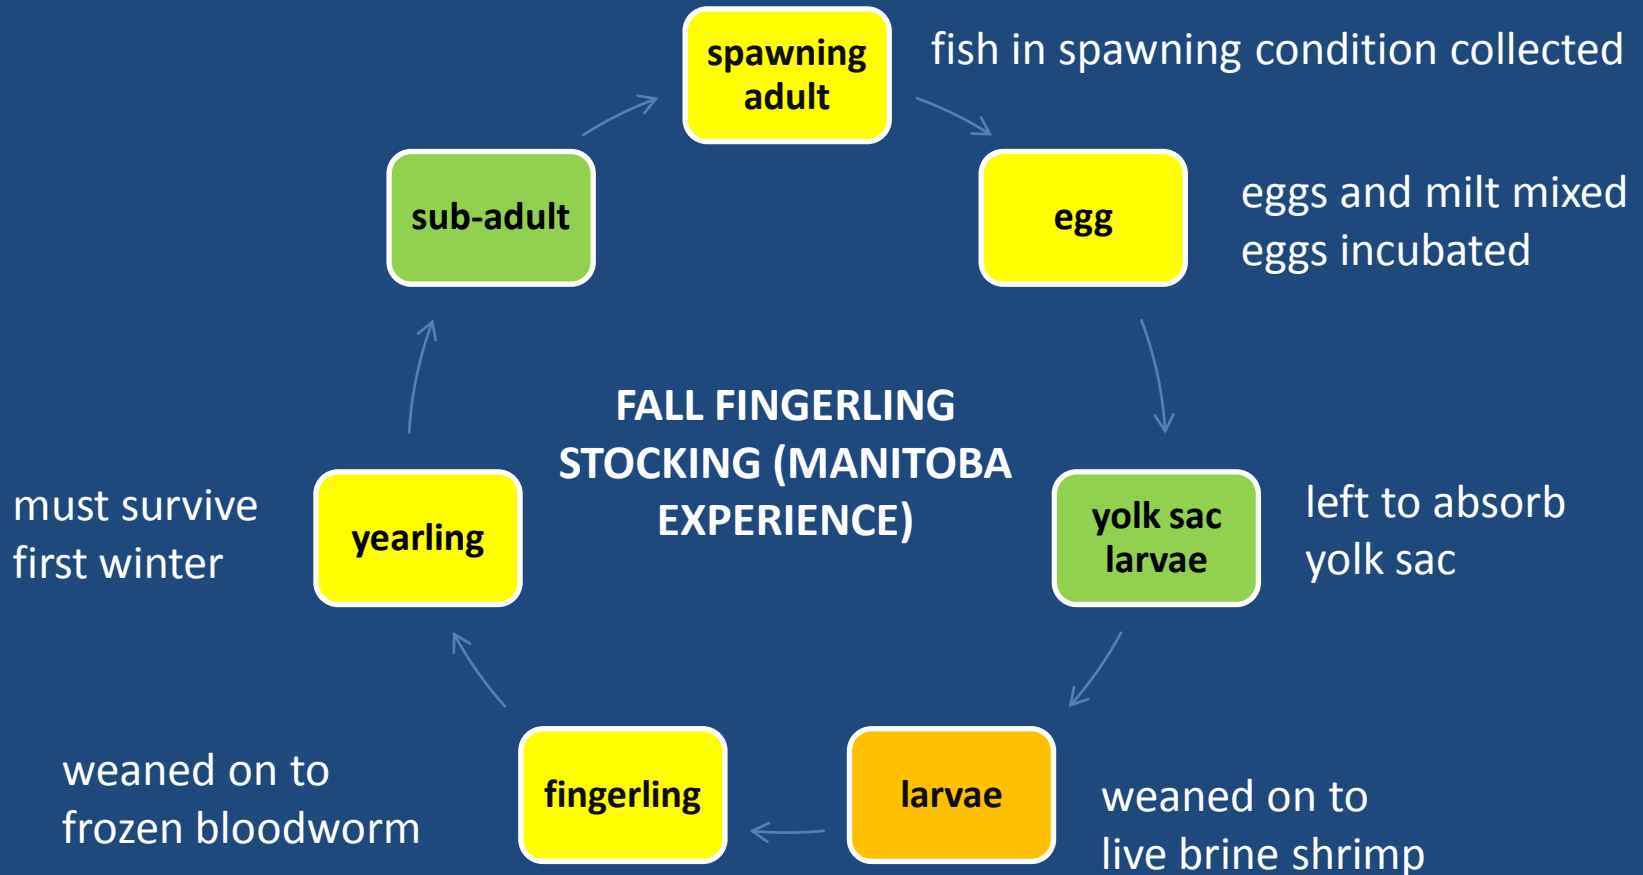 spawning
adult
fish in spawning condition collected
egg
eggs and milt mixed
eggs incubated
yolk sac
larvae
left to absorb
yolk sac
larvae
weaned on to
live brine shrimp
fingerling
weaned on to
frozen bloodworm
yearling
must survive
first winter
sub-adult
FALL FINGERLING
STOCKING (MANITOBA
EXPERIENCE)